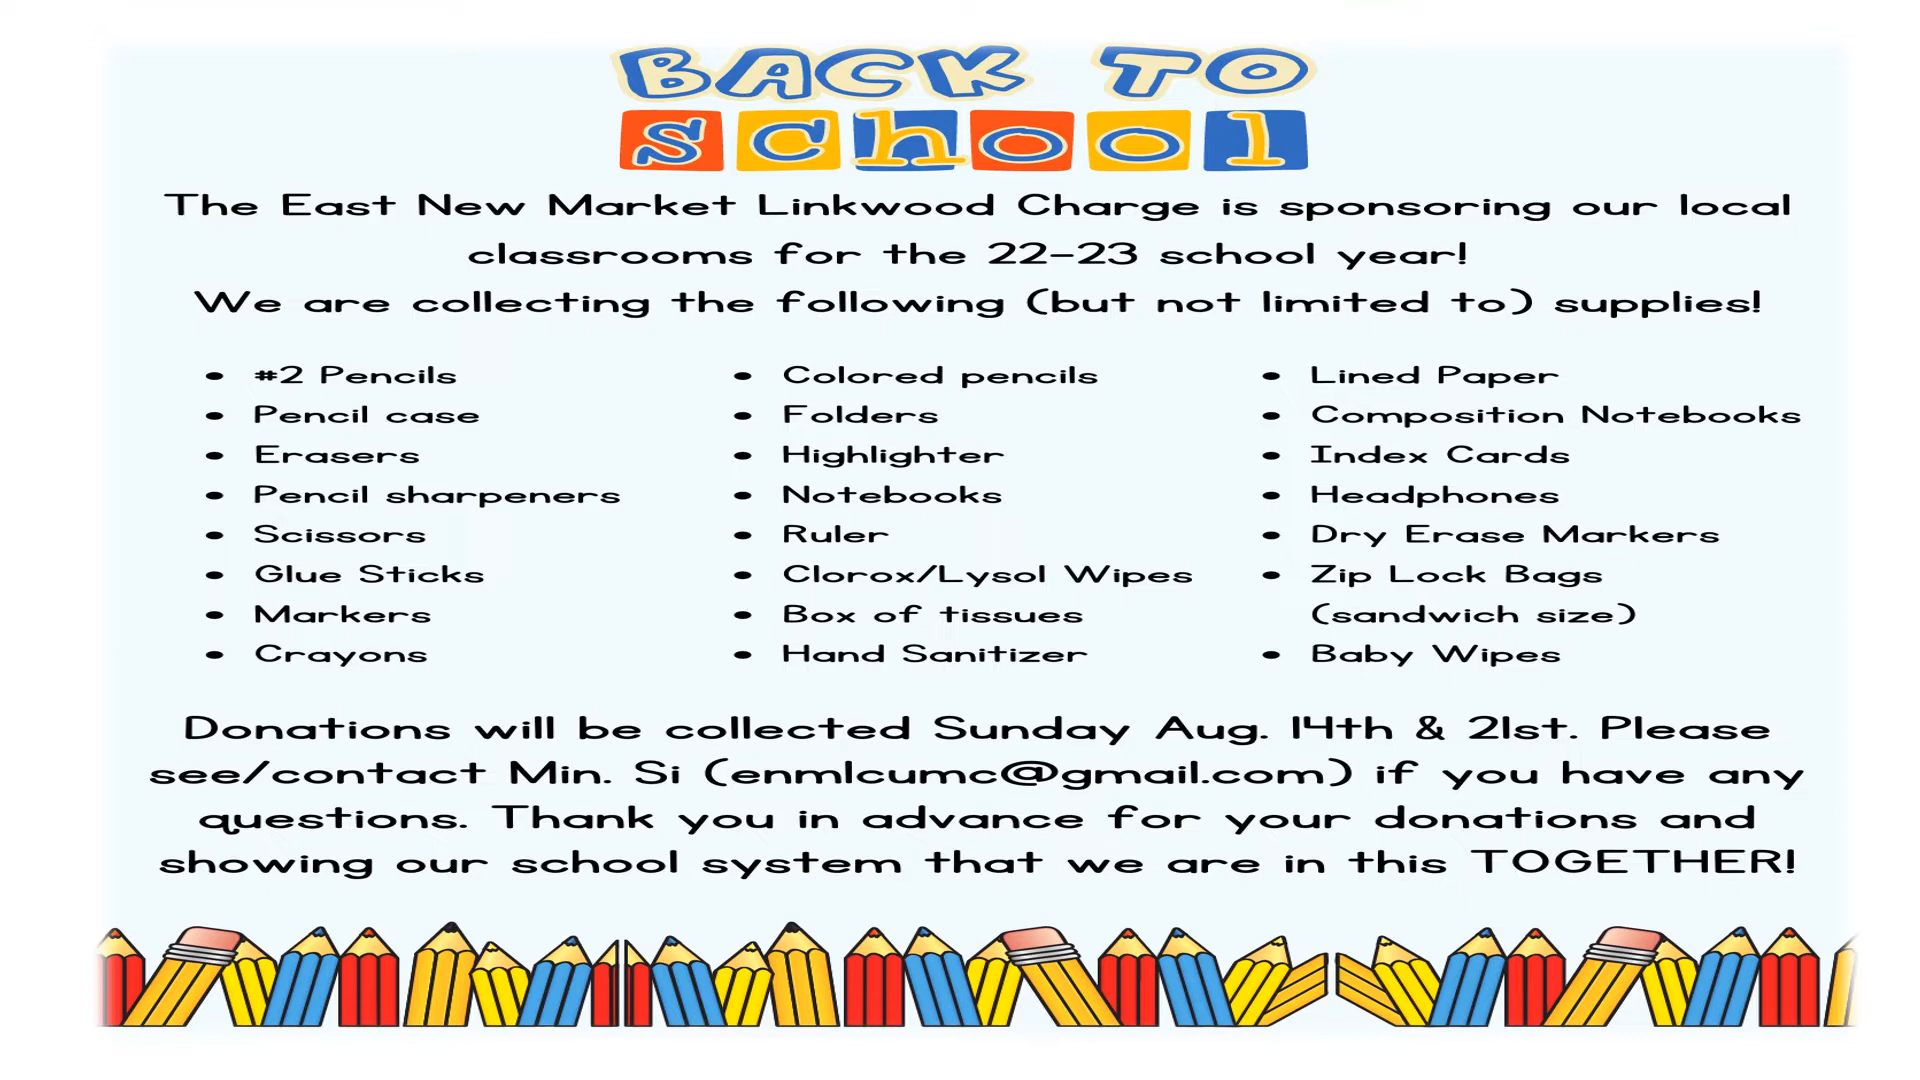 BACK TO
school
The East New Market Linkwood Charge is sponsoring our local
classrooms for the 22-23 school year!
We are collecting the following (but not limited to) supplies!
• #2 Pencils
• Pencil case
• Erasers
• Pencil sharpeners
• Scissors
• Glue Sticks
• Markers
• Crayons
• Colored pencils
• Folders
• Highlighter
• Notebooks
• Ruler
• Clorox/Lysol Wipes
• Box of tissues
• Hand Sanitizer
• Lined Paper
• Composition Notebooks
• Index Cards
• Headphones
• Dry Erase Markers
• Zip Lock Bags
(sandwich size)
• Baby Wipes
Donations will be collected Sunday Aug. 14th & 21st. Please
see/contact Min. Si (enmlcumc@gmail.com) if you have any
questions. Thank you in advance for your donations and
showing our school system that we are in this TOGETHER!